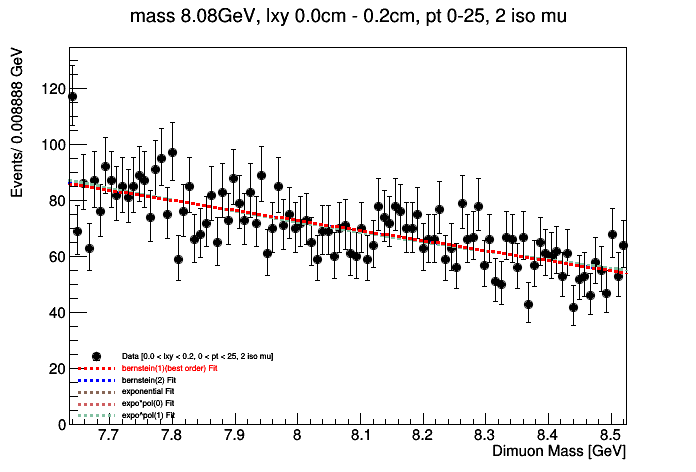 mass 8.08GeV, lxy 0.0cm - 0.2cm, pt 0-25, 2 iso mu
Events/ 0.008888 GeV
120
100
80
60
40
20
0
Data [0.0 < lxy < 0.2, 0 < pt < 25, 2 iso mu]
bernstein(1)(best order) Fit
bernstein(2) Fit
exponential Fit
expo*pol(0) Fit
expo*pol(1) Fit
7.7 7.8 7.9 8 8.1 8.2 8.3 8.4 8.5
Dimuon Mass [GeV]